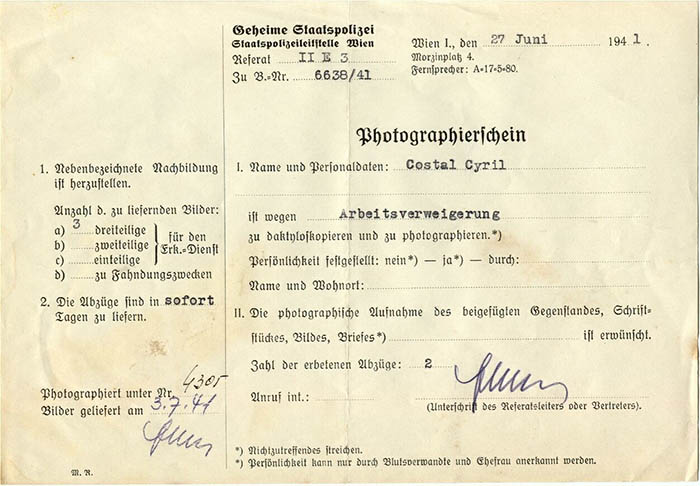 Geheime Staatspolizei
Staatspolizeileitstelle Wien
Referat II E 3
Zu B.-Nr. 6638/41
Wien I., den 27 Juni 1941.
Morzinplatz 4.
Fernsprecher: A=17=5=80.
Photographierschein
1. Nebenbezeichnete Nachbildung
ist herzustellen.
Anzahl d. zu liefernden Bilder:
a) 3 dreiteilige
b) zweiteilige
c) einteilige
d) zu Fahndungszwecken
für den
Erk.=Dienst
2. Die Abzüge sind in sofort
Tagen zu liefern.
Photographiert unter Nr. 4305
Bilder geliefert am 3.7.41
M. R.
I. Name und Personaldaten: Costal Cyril
ist wegen Arbeitsverweigerung
zu daktyloskopieren und zu photographieren.*)
Persönlichkeit festgestellt: nein*) — ja*) — durch:
Name und Wohnort:
II. Die photographische Aufnahme des beigefügten Gegenstandes, Schrift=
stückes, Bildes, Briefes*) ist erwünscht.
Zahl der erbetenen Abzüge: 2
Anruf int.:
(Unterschrift des Referatsleiters oder Vertreters).
*) Nichtzutreffendes streichen.
*) Persönlichkeit kann nur durch Blutsverwandte und Ehefrau anerkannt werden.